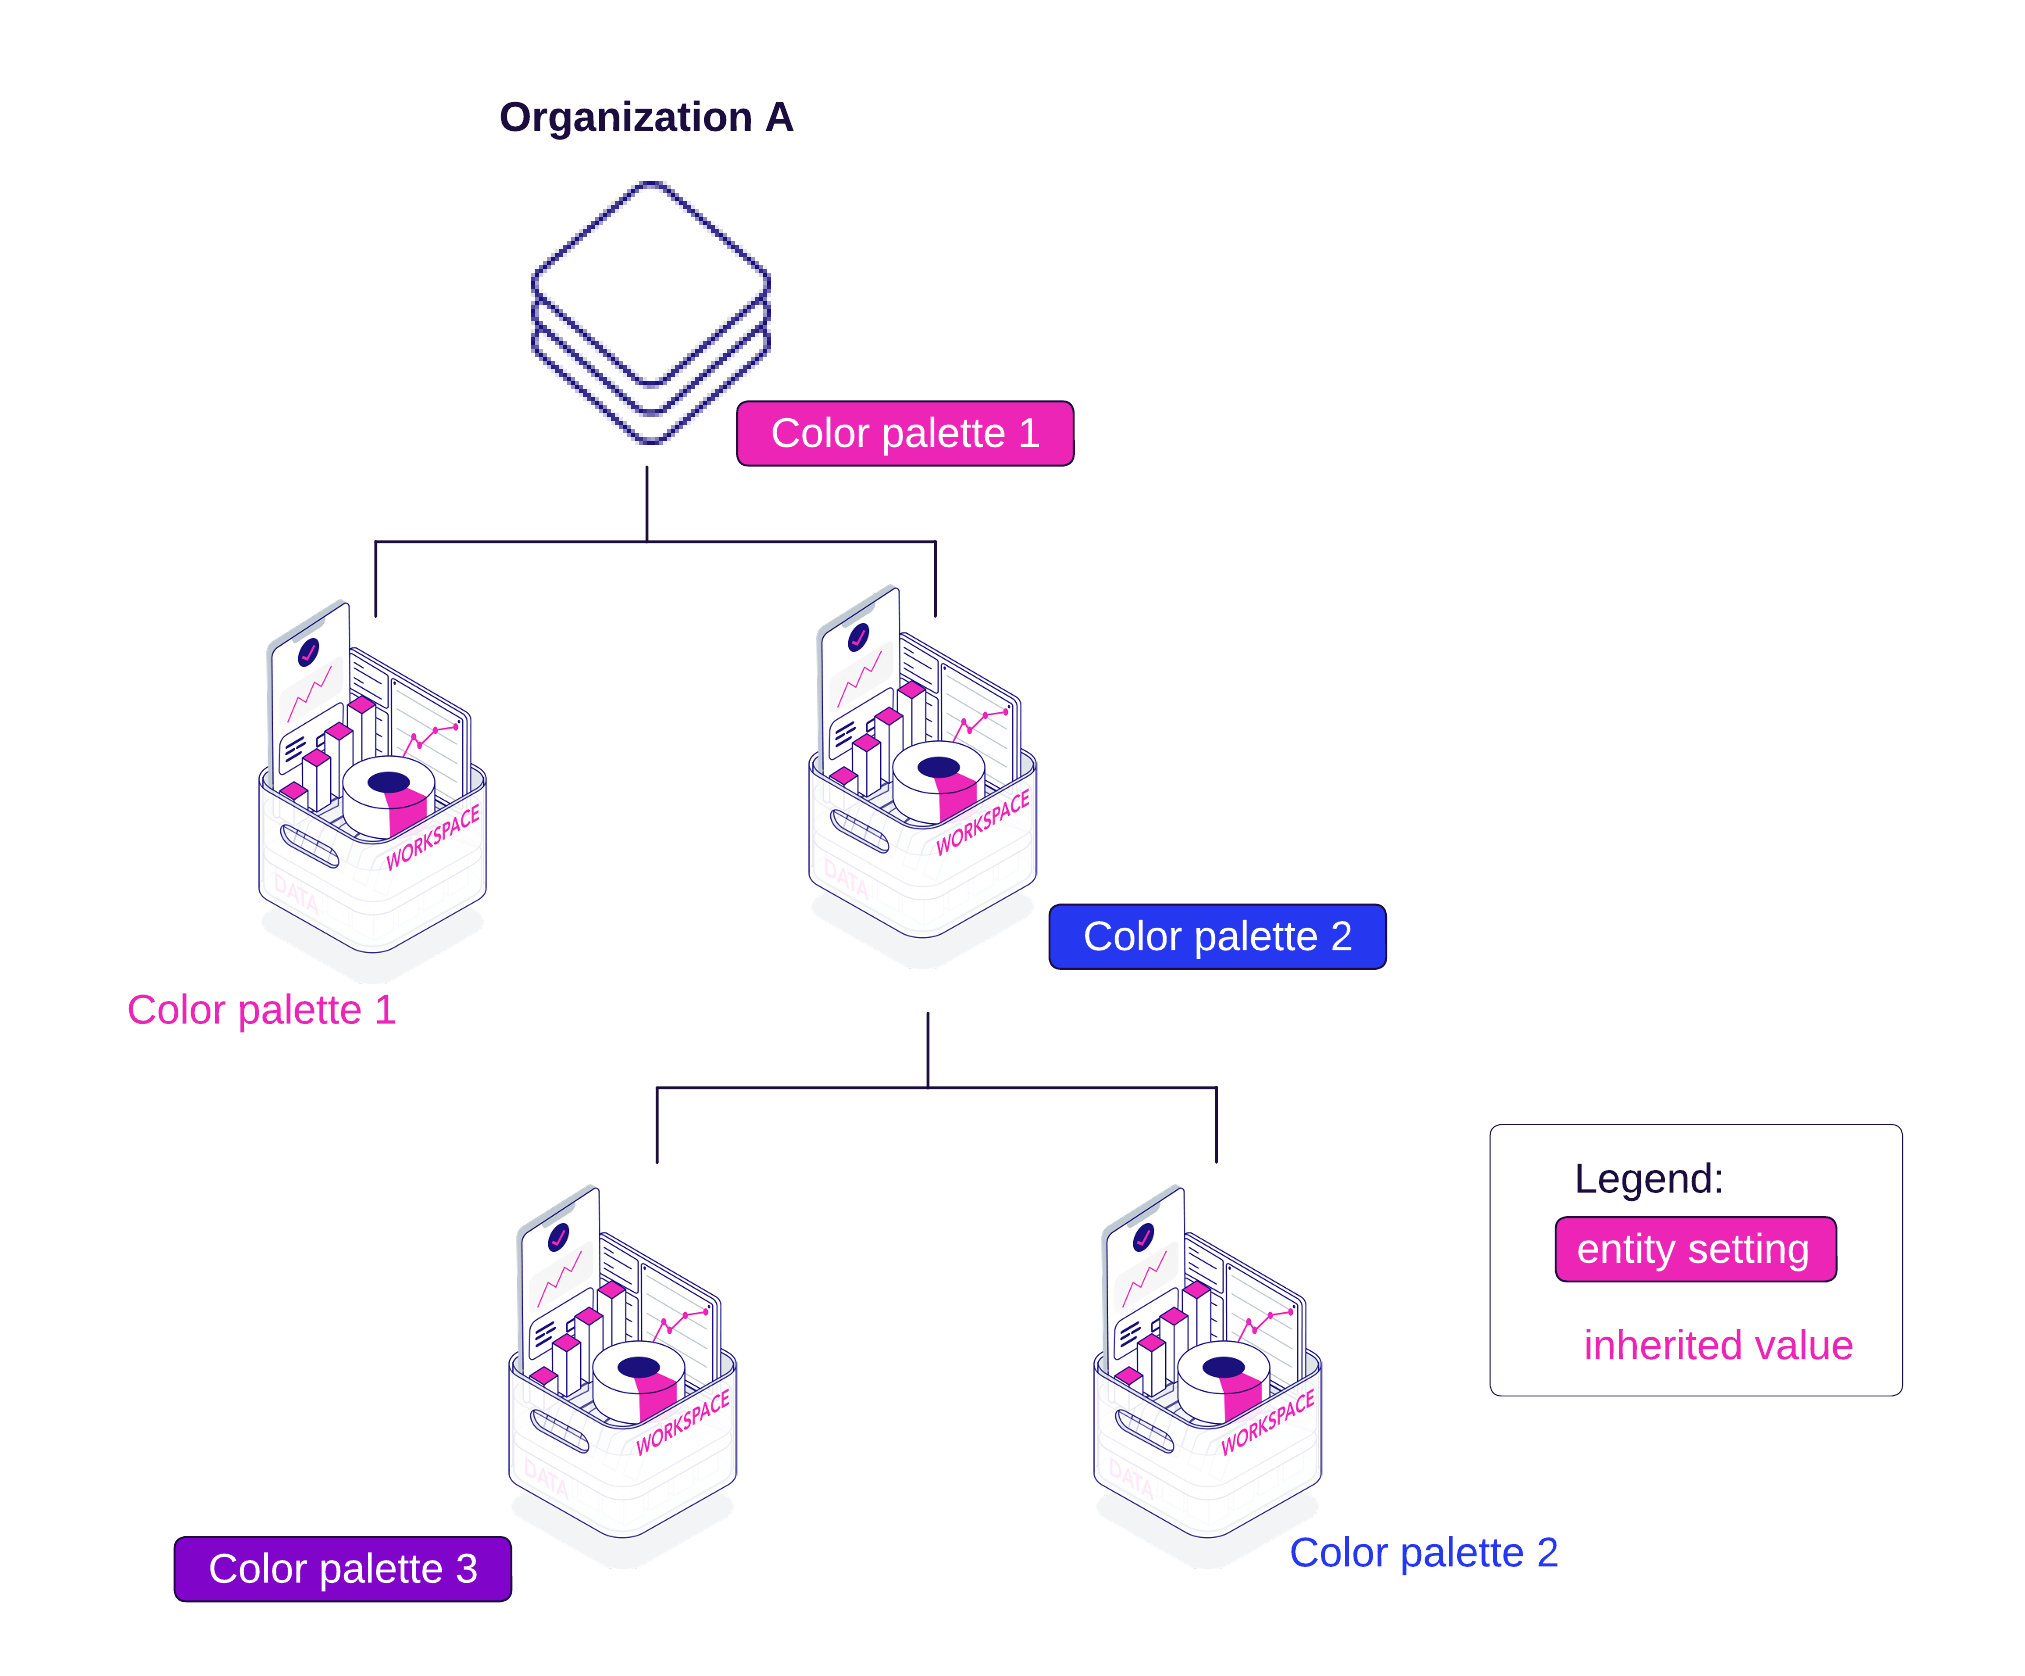 Organization A
Color palette 1
WORKSPACE
DATA
WORKSPACE
DATA
Color palette 2
Color palette 1
Legend:
entity setting
inherited value
WORKSPACE
DATA
WORKSPACE
DATA
Color palette 3
Color palette 2